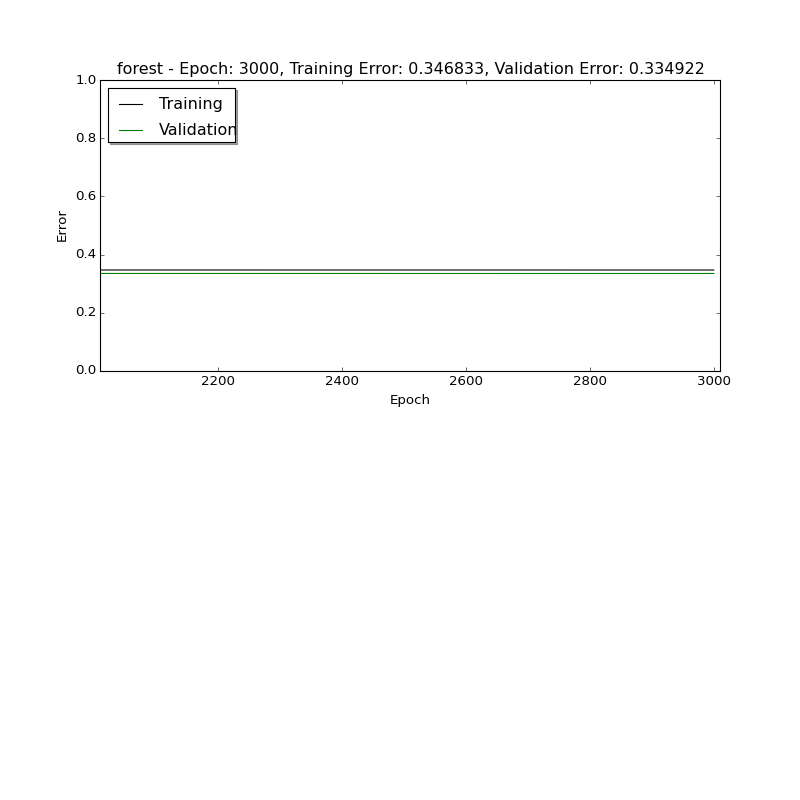 forest - Epoch: 3000, Training Error: 0.346833, Validation Error: 0.334922
1.0
Training
Validation
0.8
0.6
Error
0.4
0.2
0.0
2200 2400 2600 2800 3000
Epoch